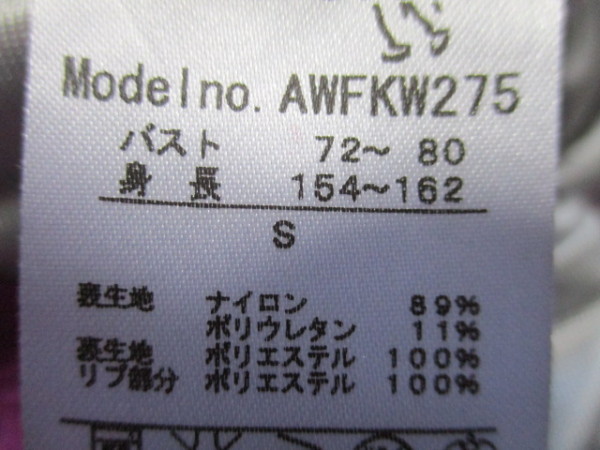 Model no. AWFKW275
バスト 72～ 80
身 長 154～162
S
表生地 ナイロン 89%
ポリウレタン 11%
裏生地 ポリエステル 100%
リブ部分 ポリエステル 100%